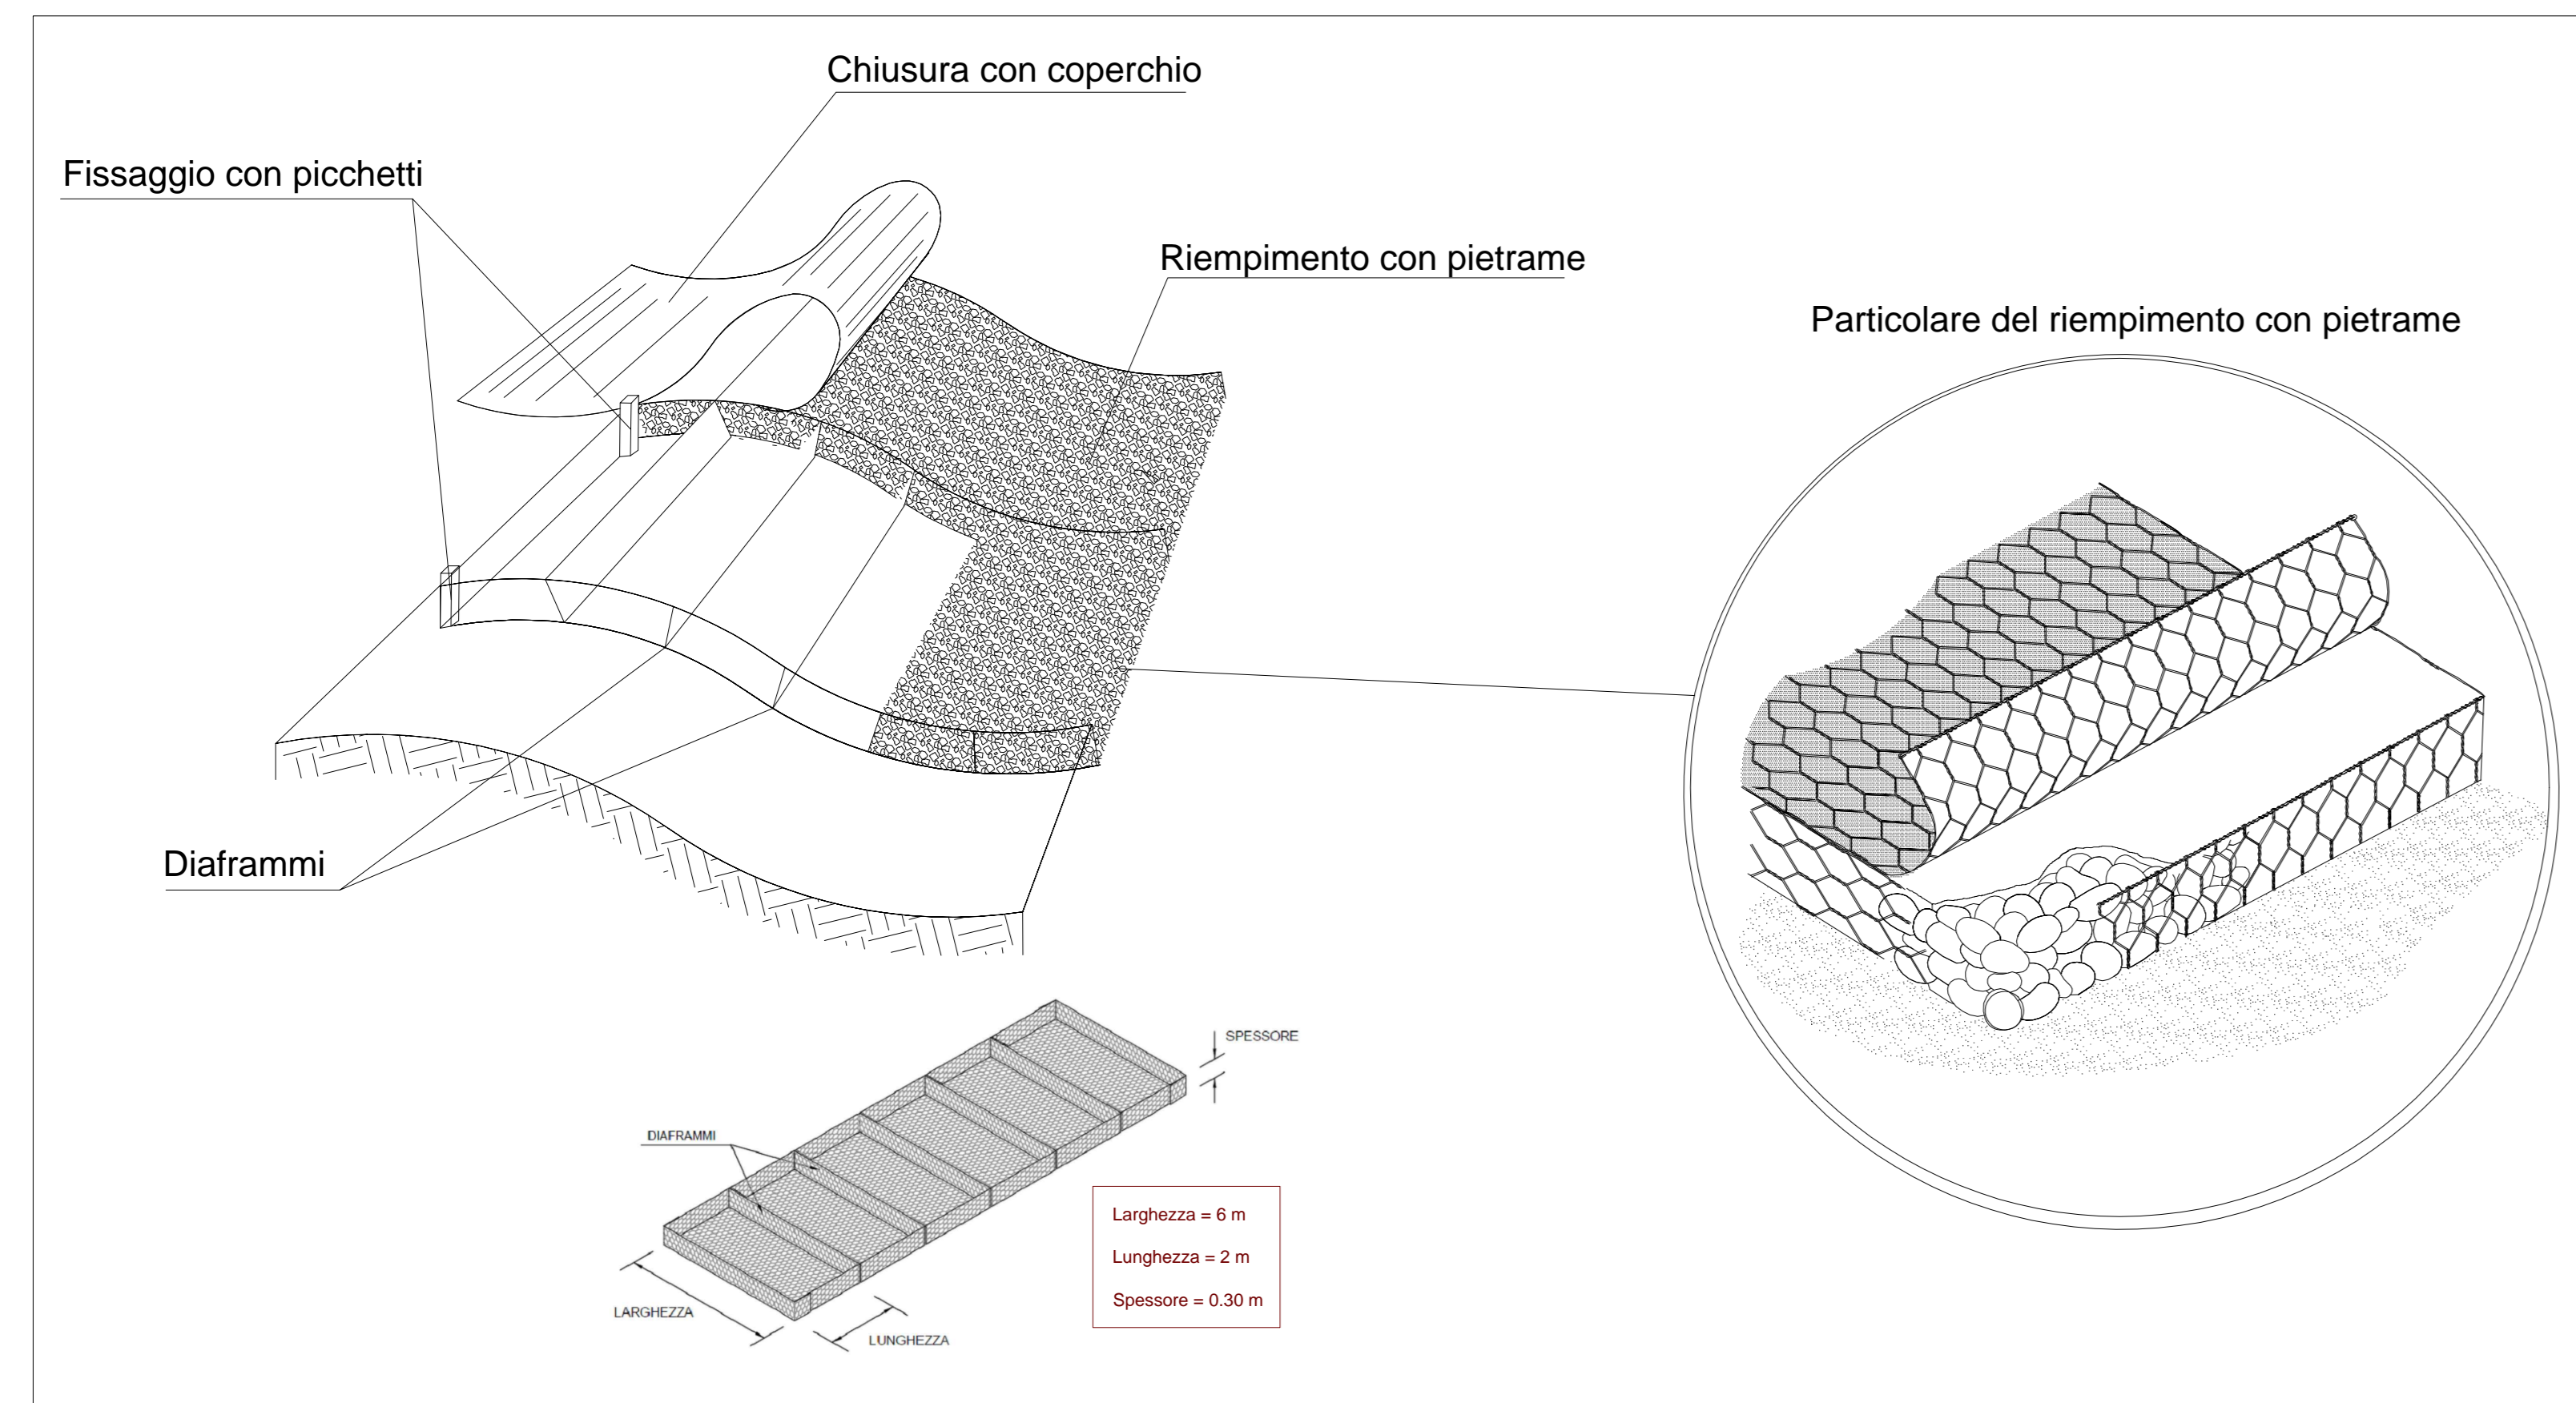 Chiusura con coperchio
Fissaggio con picchetti
Riempimento con pietrame
Particolare del riempimento con pietrame
Diaframmi
SPESSORE
DIAFRAMMI
LARGHEZZA
LUNGHEZZA
Larghezza = 6 m
Lunghezza = 2 m
Spessore = 0.30 m